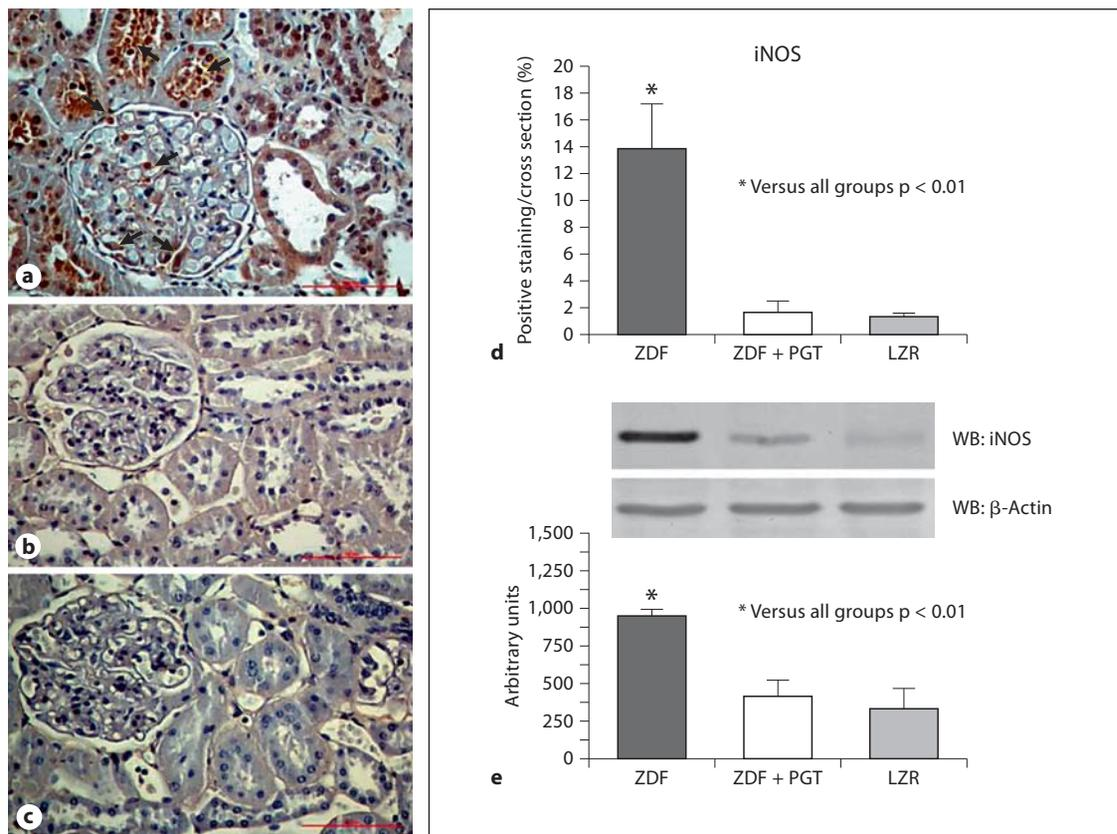 a
b
c
iNOS
Positive staining/cross section (%)
20
18
16
14
12
10
8
6
4
2
0
*
* Versus all groups p < 0.01
d
ZDF
ZDF + PGT
LZR
WB: iNOS
WB: β-Actin
Arbitrary units
1,500
1,250
1,000
750
500
250
0
*
* Versus all groups p < 0.01
e
ZDF
ZDF + PGT
LZR